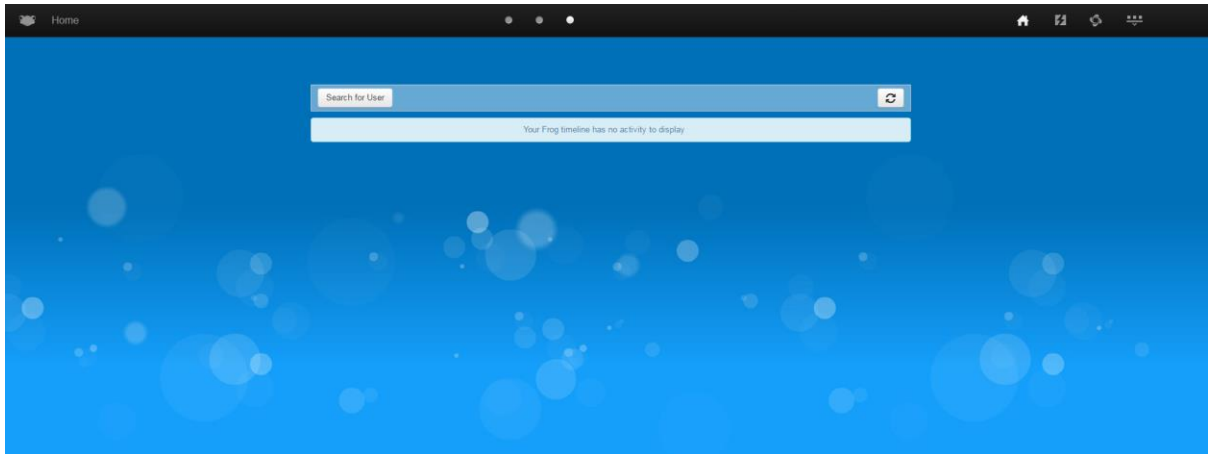 Home
Search for User
Your Frog timeline has no activity to display